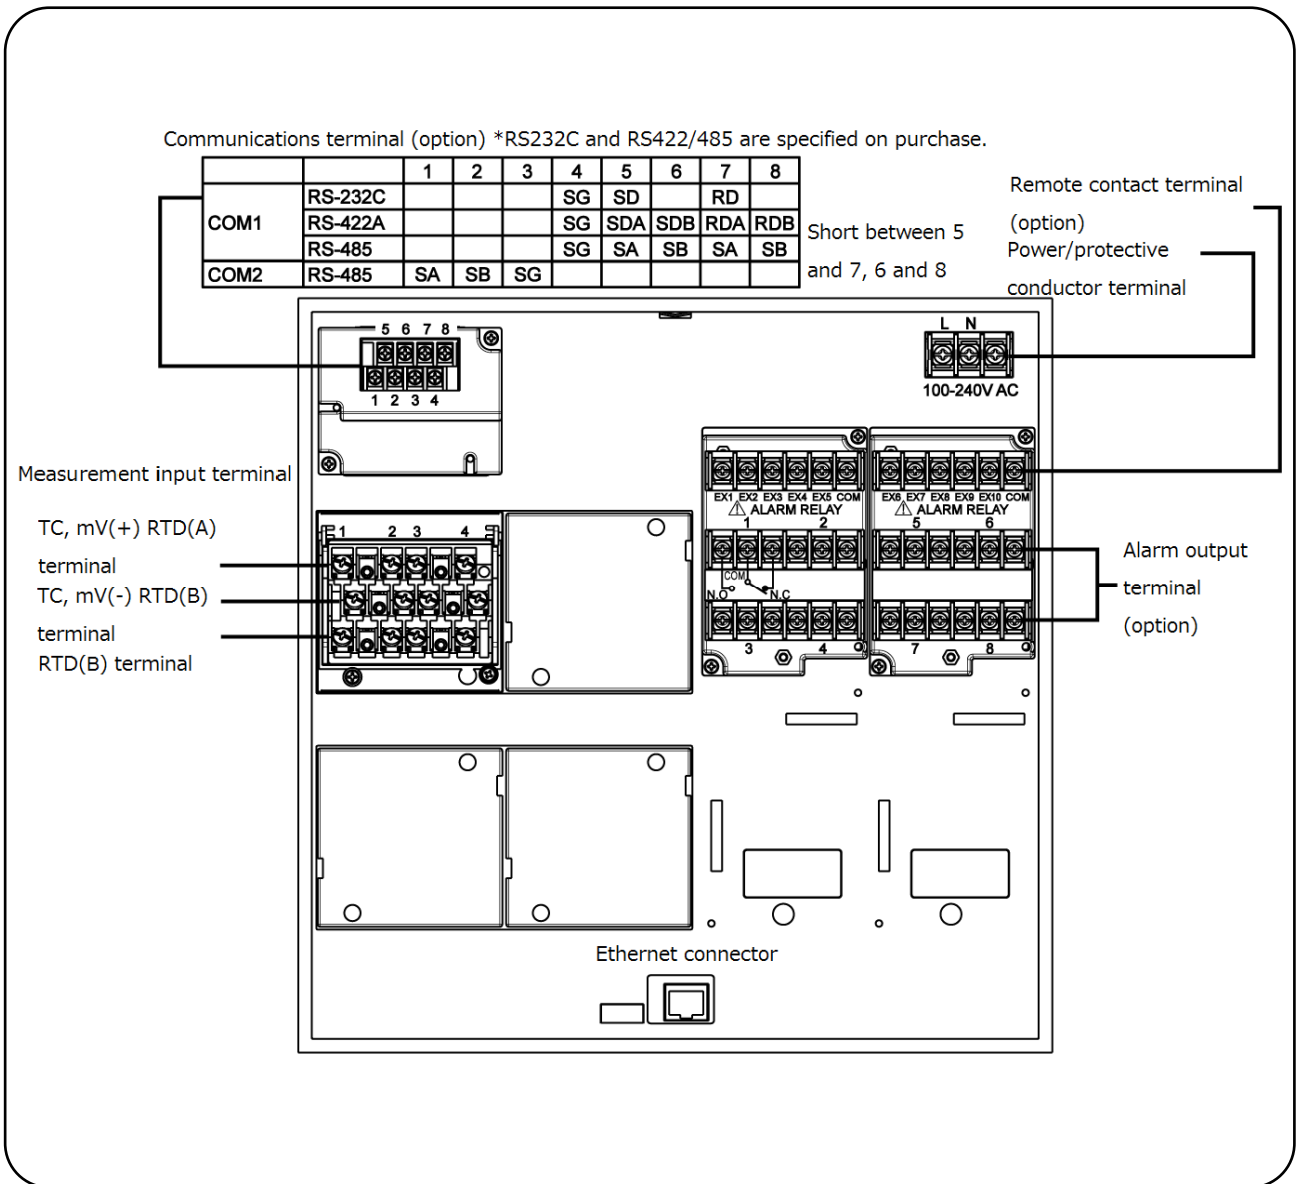 Communications terminal (option) *RS232C and RS422/485 are specified on purchase.
1 2 3 4 5 6 7 8
RS-232C SG SD RD
COM1 RS-422A SG SDA SDB RDA RDB
RS-485 SG SA SB SA SB
COM2 RS-485 SA SB SG
Short between 5
and 7, 6 and 8
Remote contact terminal
(option)
Power/protective
conductor terminal
5 6 7 8
1 2 3 4
L N
100-240V AC
Measurement input terminal
TC, mV(+) RTD(A)
terminal
TC, mV(-) RTD(B)
terminal
RTD(B) terminal
1 2 3 4
EX1 EX2 EX3 EX4 EX5 COM
ALARM RELAY
1 2
COM
N.O N.C
3 4
EX6 EX7 EX8 EX9 EX10 COM
ALARM RELAY
5 6
7 8
Alarm output
terminal
(option)
Ethernet connector